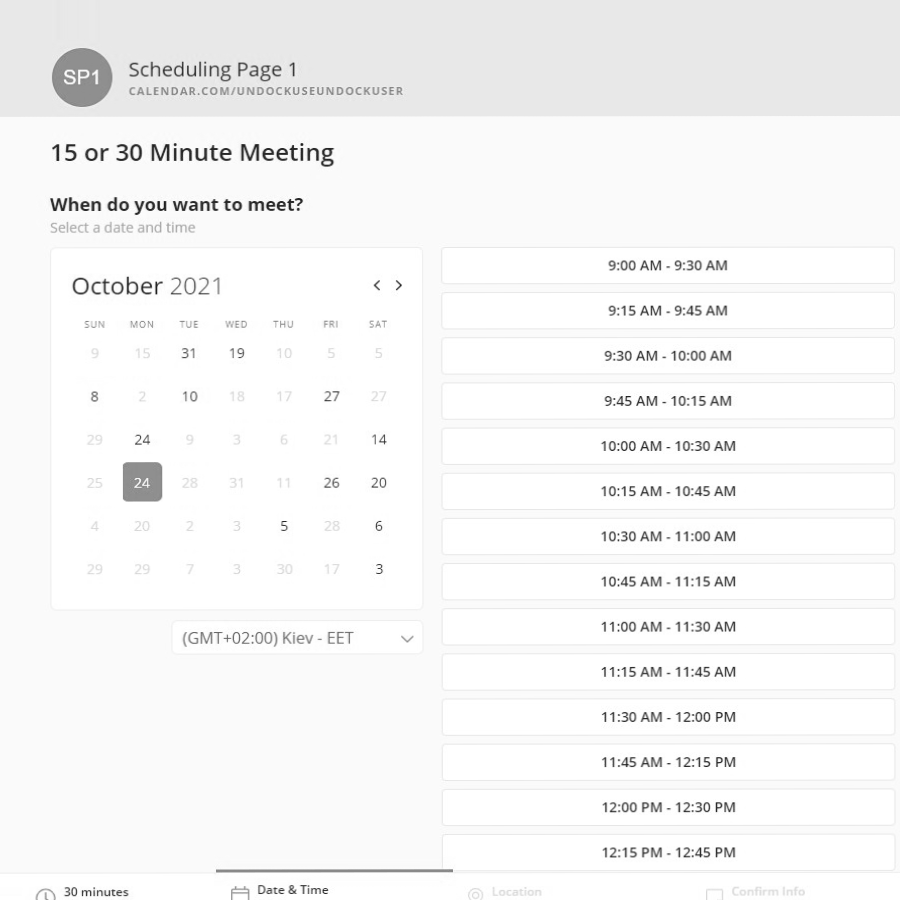 SP1
Scheduling Page 1
CALENDAR.COM/UNDOCKUSEUNDOCKUSER
15 or 30 Minute Meeting
When do you want to meet?
Select a date and time
October 2021
SUN MON TUE WED THU FRI SAT
9 15 31 19 10 5 5
8 2 10 18 17 27 27
29 24 9 3 6 21 14
25 24 28 31 11 26 20
4 20 2 3 5 28 6
29 29 7 3 30 17 3
(GMT+02:00) Kiev - EET
9:00 AM - 9:30 AM
9:15 AM - 9:45 AM
9:30 AM - 10:00 AM
9:45 AM - 10:15 AM
10:00 AM - 10:30 AM
10:15 AM - 10:45 AM
10:30 AM - 11:00 AM
10:45 AM - 11:15 AM
11:00 AM - 11:30 AM
11:15 AM - 11:45 AM
11:30 AM - 12:00 PM
11:45 AM - 12:15 PM
12:00 PM - 12:30 PM
12:15 PM - 12:45 PM
30 minutes
Date & Time
Location
Confirm Info